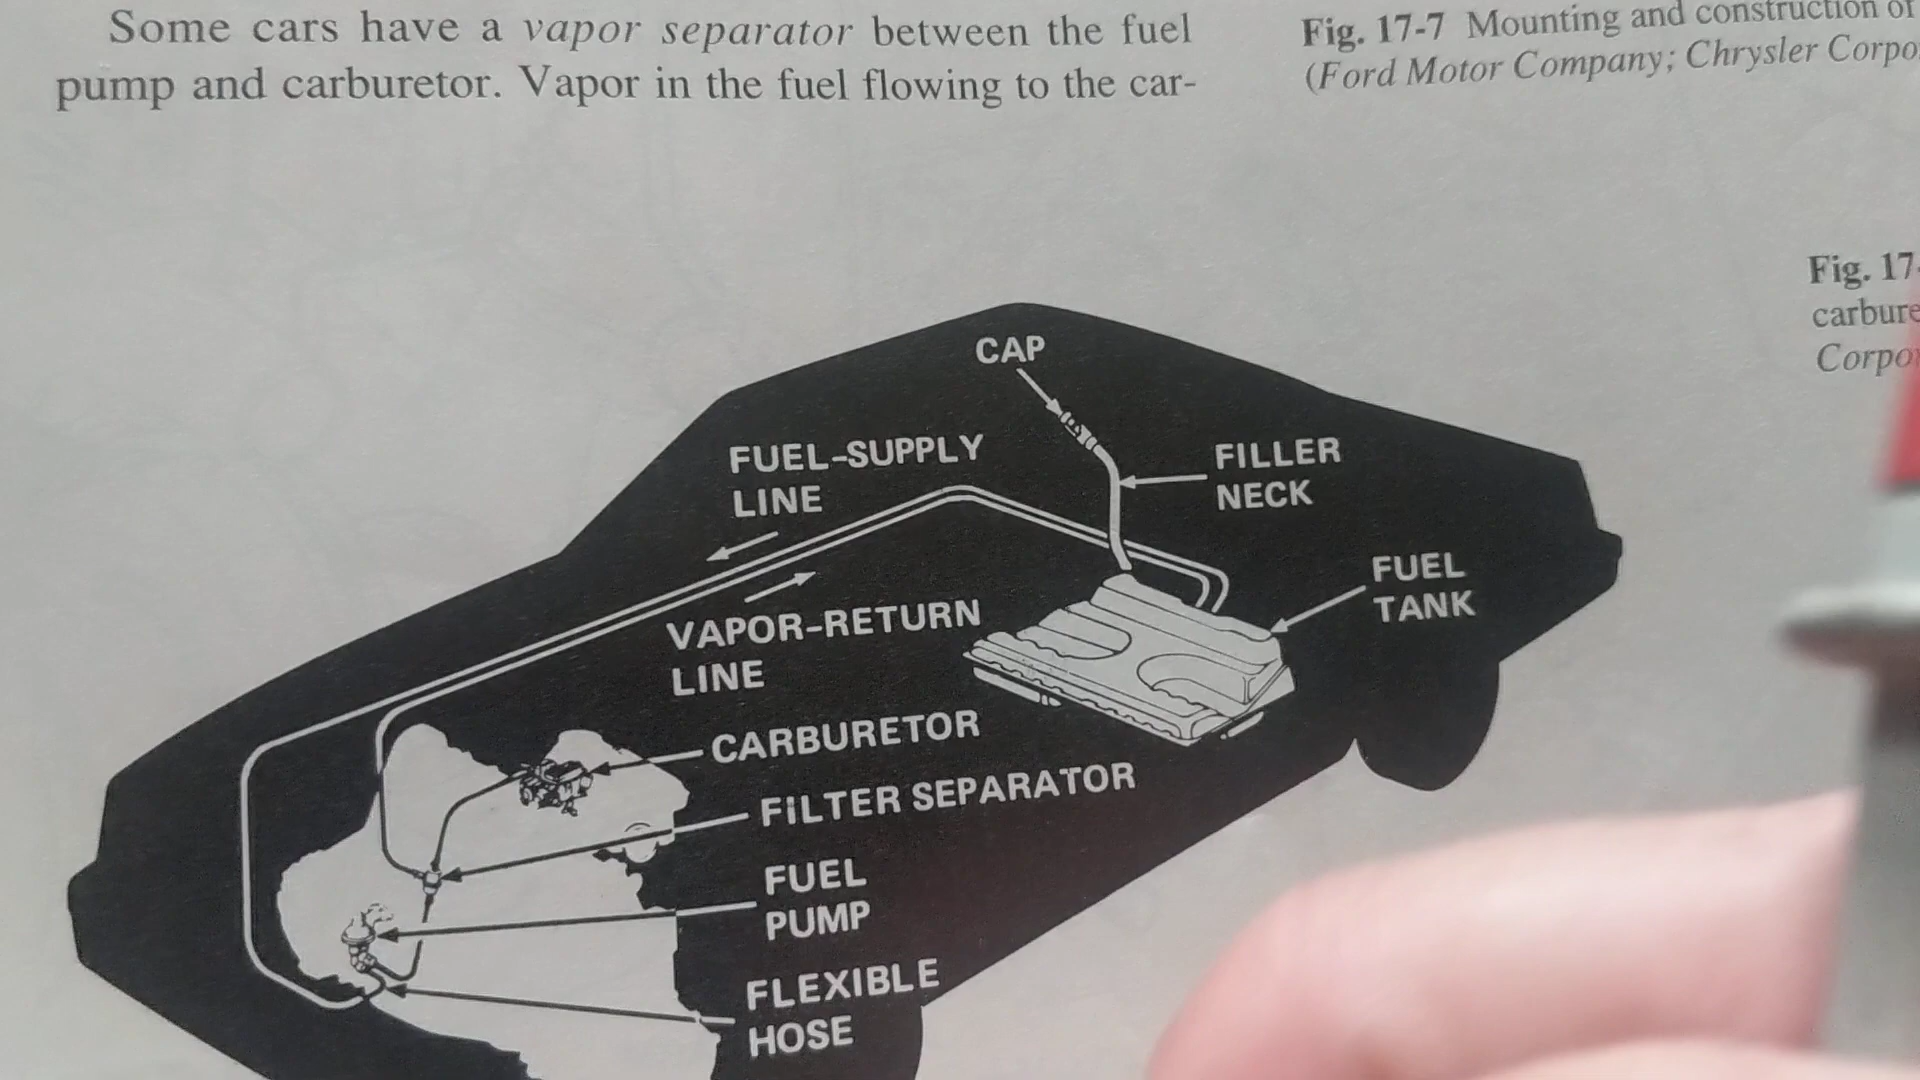 Some cars have a vapor separator between the fuel
pump and carburetor. Vapor in the fuel flowing to the car-
Fig. 17-7 Mounting and construction of
(Ford Motor Company; Chrysler Corpo
Fig. 17-
carbure
Corpo
CAP
FUEL-SUPPLY
LINE
FILLER
NECK
FUEL
TANK
VAPOR-RETURN
LINE
CARBURETOR
FILTER SEPARATOR
FUEL
PUMP
FLEXIBLE
HOSE